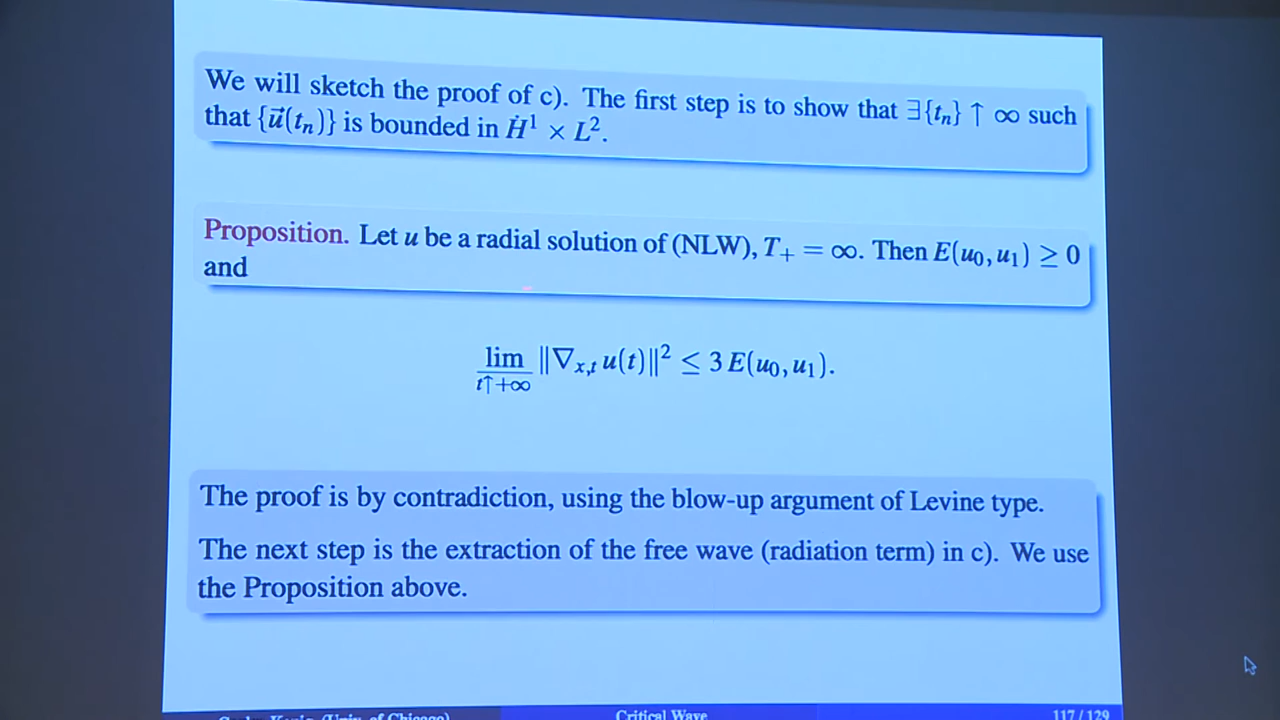 We will sketch the proof of c). The first step is to show that ∃{tₙ} ↑ ∞ such
that {u⃗(tₙ)} is bounded in Ḣ¹ × L².
Proposition. Let u be a radial solution of (NLW), T₊ = ∞. Then E(u₀, u₁) ≥ 0
and
lim ‖∇ₓ,ₜ u(t)‖² ≤ 3 E(u₀, u₁).
t↑+∞
The proof is by contradiction, using the blow-up argument of Levine type.
The next step is the extraction of the free wave (radiation term) in c). We use
the Proposition above.
(Univ. of Chicago) Critical Wave 117 / 129